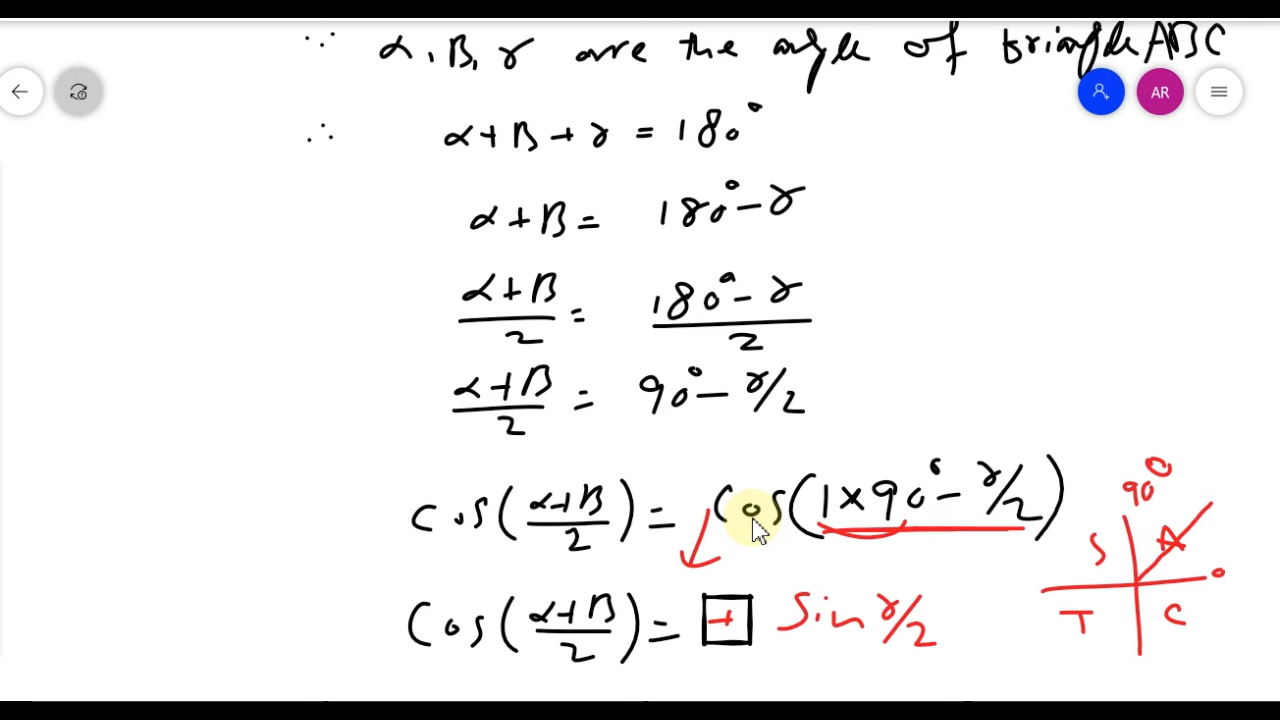 ∵ α, β, γ are the angle of triangle ABC
AR
∴ α+β+γ = 180°
α+β = 180°-γ
(α+β)/2 = (180°-γ)/2
(α+β)/2 = 90°-γ/2
cos((α+β)/2) = Cos(1×90°-γ/2)
90°
S A
0
T C
Cos((α+β)/2) = + Sin γ/2